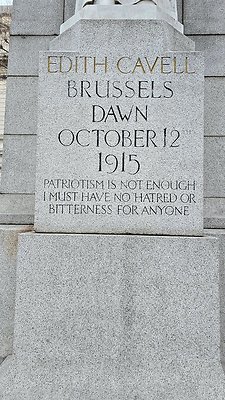 EDITH CAVELL
BRUSSELS
DAWN
OCTOBER 12
1915
PATRIOTISM IS NOT ENOUGH
I MUST HAVE NO HATRED OR
BITTERNESS FOR ANYONE